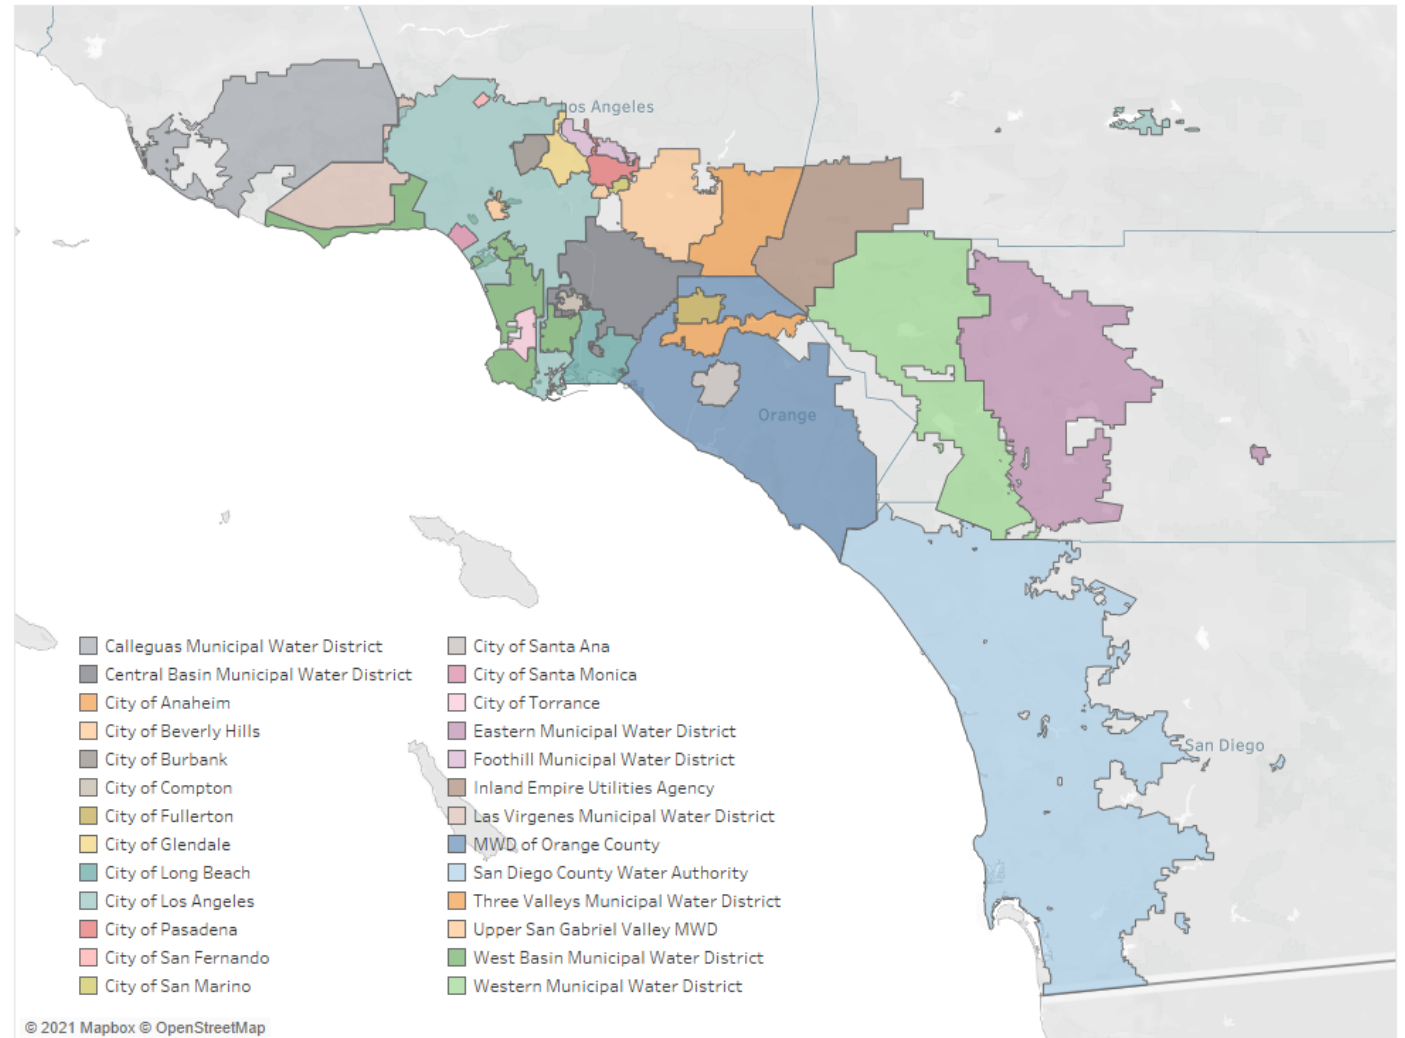 Los Angeles
Orange
San Diego
Calleguas Municipal Water District
Central Basin Municipal Water District
City of Anaheim
City of Beverly Hills
City of Burbank
City of Compton
City of Fullerton
City of Glendale
City of Long Beach
City of Los Angeles
City of Pasadena
City of San Fernando
City of San Marino
City of Santa Ana
City of Santa Monica
City of Torrance
Eastern Municipal Water District
Foothill Municipal Water District
Inland Empire Utilities Agency
Las Virgenes Municipal Water District
MWD of Orange County
San Diego County Water Authority
Three Valleys Municipal Water District
Upper San Gabriel Valley MWD
West Basin Municipal Water District
Western Municipal Water District
© 2021 Mapbox © OpenStreetMap